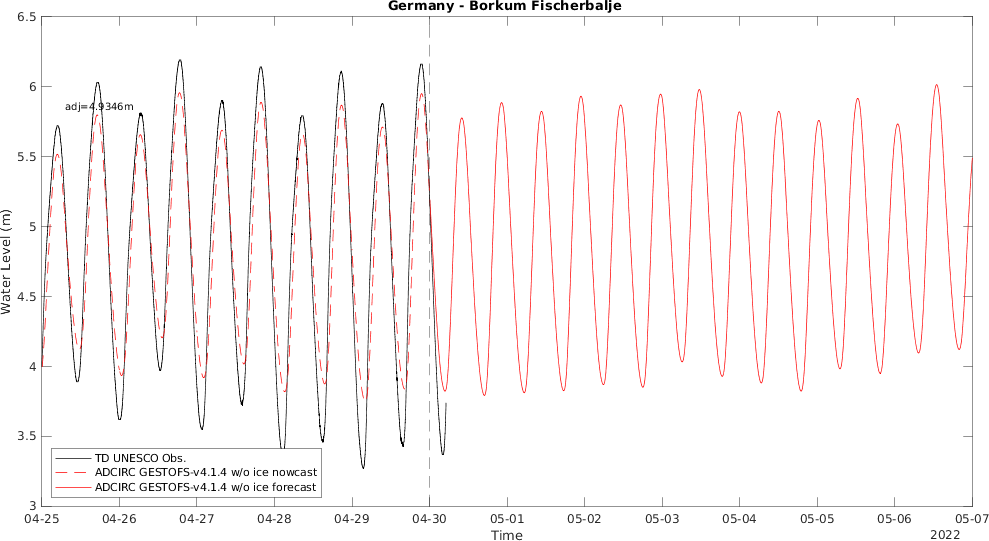 Germany - Borkum Fischerbalje
6.5
6
5.5
5
4.5
4
3.5
3
Water Level (m)
adj=4.9346m
TD UNESCO Obs.
ADCIRC GESTOFS-v4.1.4 w/o ice nowcast
ADCIRC GESTOFS-v4.1.4 w/o ice forecast
04-25 04-26 04-27 04-28 04-29 04-30 05-01 05-02 05-03 05-04 05-05 05-06 05-07
Time
2022